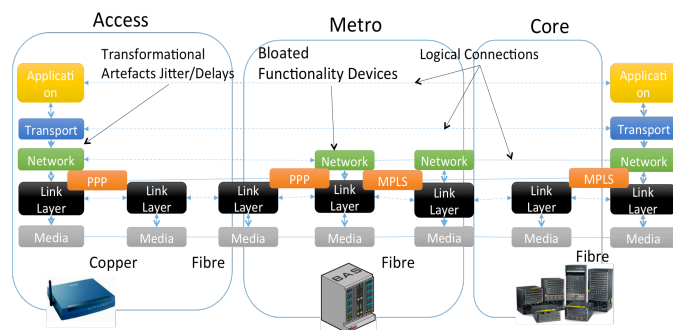 Access
Metro
Core
Transformational
Artefacts Jitter/Delays
Bloated
Functionality Devices
Logical Connections
Applicati
on
Applicati
on
Transport
Transport
Network
Network
Network
Network
PPP
PPP
MPLS
MPLS
Link
Layer
Link
Layer
Link
Layer
Link
Layer
Link
Layer
Link
Layer
Link
Layer
Media
Media
Media
Media
Media
Media
Media
Copper
Fibre
Fibre
Fibre
BAS